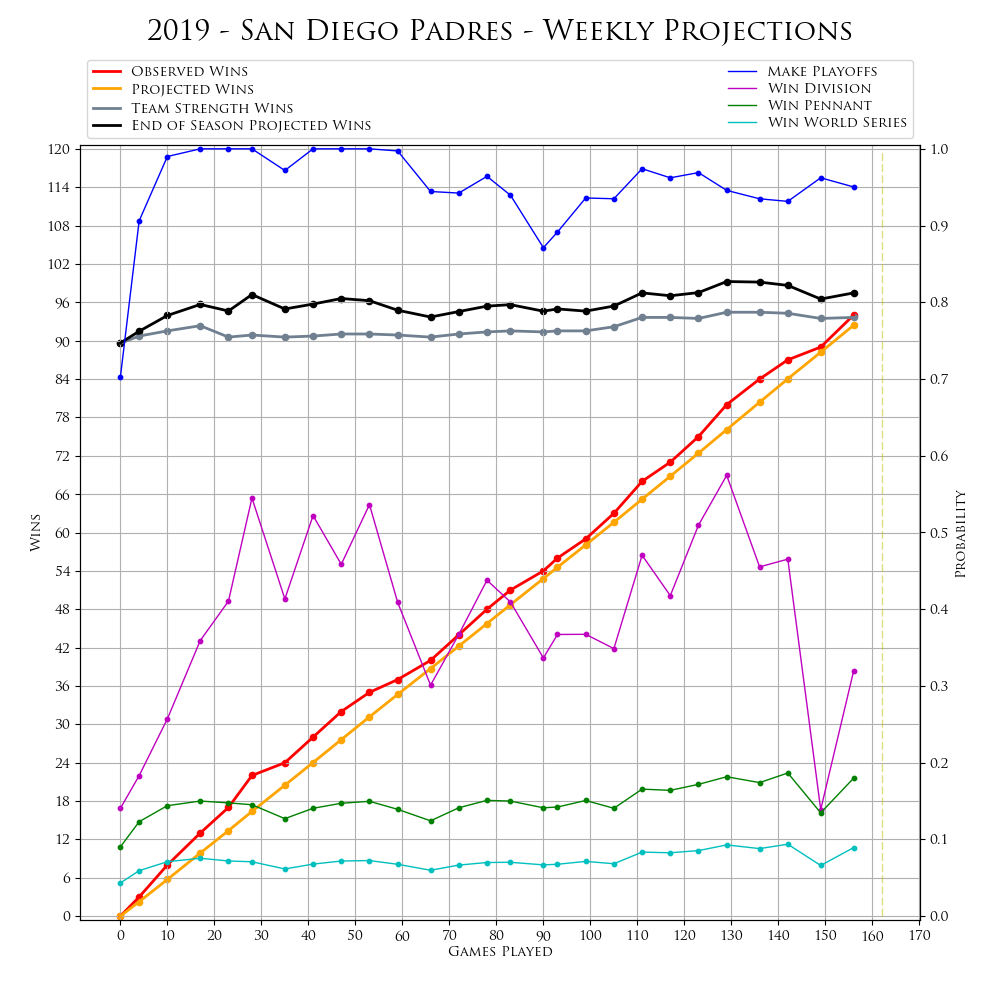 2019 - San Diego Padres - Weekly Projections
Observed Wins
Projected Wins
Team Strength Wins
End of Season Projected Wins
Make Playoffs
Win Division
Win Pennant
Win World Series
120
114
108
102
96
90
84
78
72
66
60
54
48
42
36
30
24
18
12
6
0
Wins
1.0
0.9
0.8
0.7
0.6
0.5
0.4
0.3
0.2
0.1
0.0
Probability
0 10 20 30 40 50 60 70 80 90 100 110 120 130 140 150 160 170
Games Played